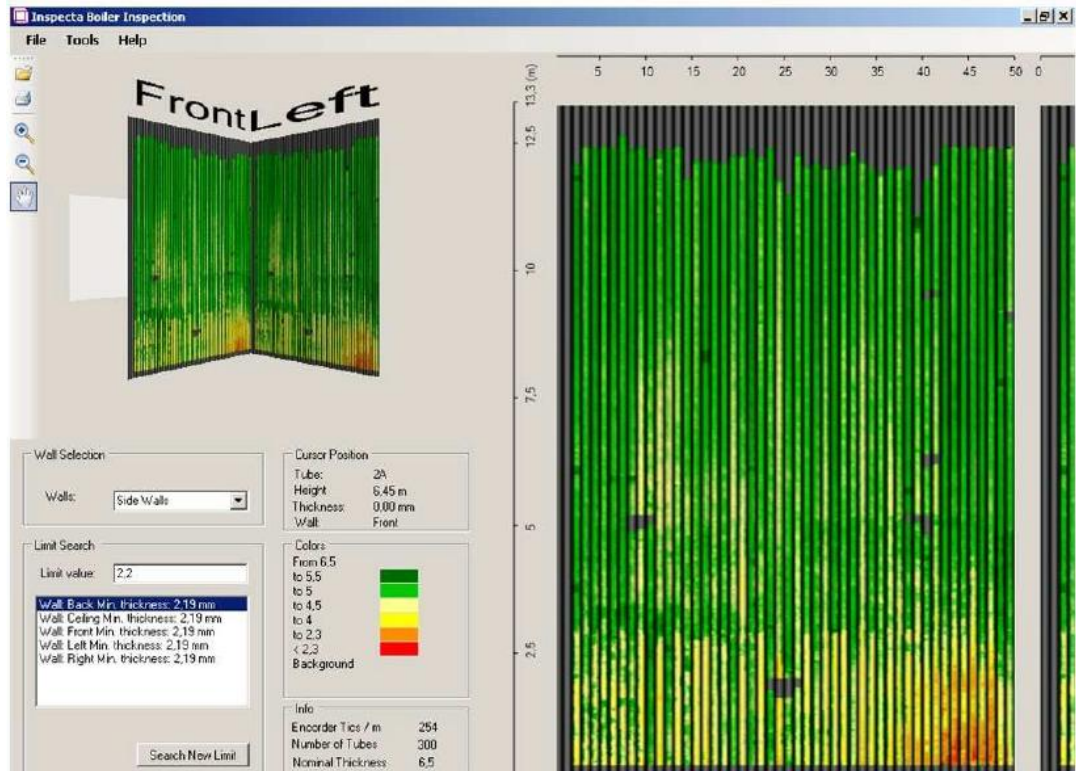 Inspecta Boiler Inspection
File Tools Help
FrontLeft
5 10 15 20 25 30 35 40 45 50 0
13,3 (m)
12,5
10
7,5
5
2,5
Wall Selection
Walls: Side Walls
Limit Search
Limit value: 2,2
Wall: Back Min. thickness: 2,19 mm
Wall: Ceiling Min. thickness: 2,19 mm
Wall: Front Min. thickness: 2,19 mm
Wall: Left Min. thickness: 2,19 mm
Wall: Right Min. thickness: 2,19 mm
Search New Limit
Cursor Position
Tube: 2A
Height 6,45 m
Thickness: 0,00 mm
Wall: Front
Colors
From 6,5
to 5,5
to 5
to 4,5
to 4
to 2,3
< 2,3
Background
Info
Encorder Tics / m 254
Number of Tubes 300
Nominal Thickness 6,5